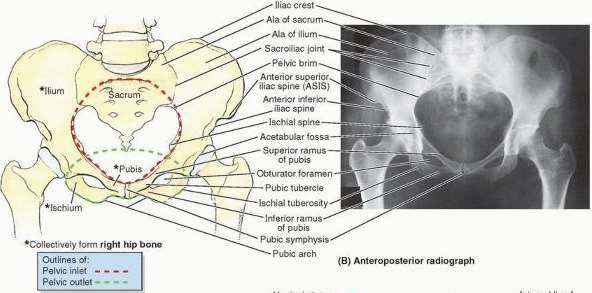 Iliac crest
Ala of sacrum
Ala of ilium
Sacroiliac joint
Pelvic brim
Anterior superior
iliac spine (ASIS)
Anterior inferior
iliac spine
Ischial spine
Acetabular fossa
Superior ramus
of pubis
Obturator foramen
Pubic tubercle
Ischial tuberosity
Inferior ramus
of pubis
Pubic symphysis
Pubic arch
*Ilium
Sacrum
*Pubis
*Ischium
*Collectively form right hip bone
Outlines of:
Pelvic inlet
Pelvic outlet
(B) Anteroposterior radiograph